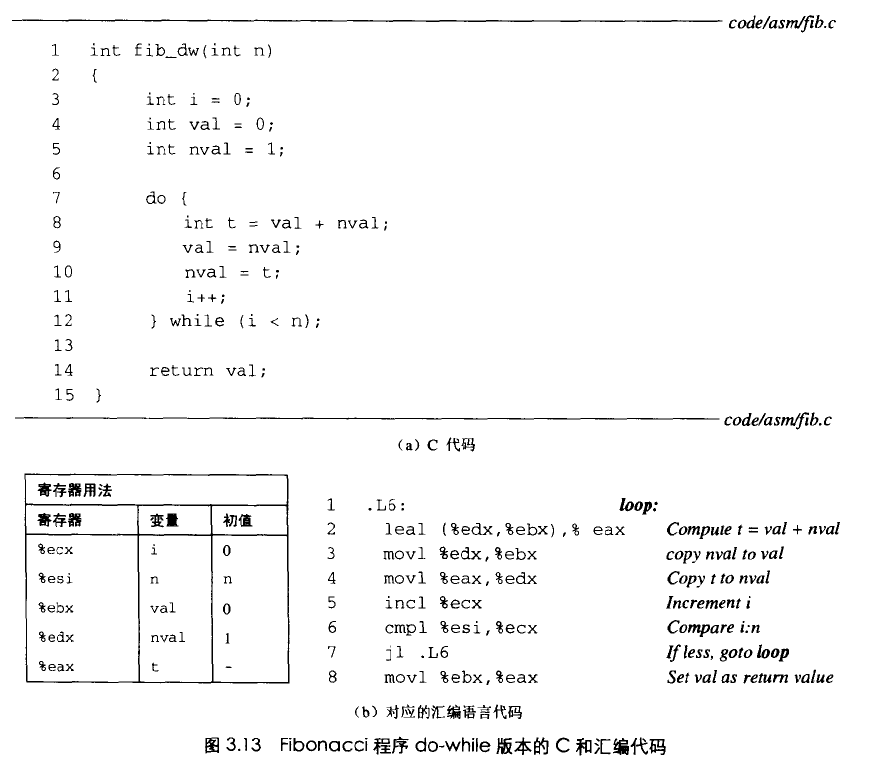 code/asm/fib.c
1 int fib_dw(int n)
2 {
3 int i = 0;
4 int val = 0;
5 int nval = 1;
6
7 do {
8 int t = val + nval;
9 val = nval;
10 nval = t;
11 i++;
12 } while (i < n);
13
14 return val;
15 }
code/asm/fib.c
（a）C 代码
寄存器用法
寄存器 变量 初值
%ecx i 0
%esi n n
%ebx val 0
%edx nval 1
%eax t -
1 .L6: loop:
2 leal (%edx,%ebx),% eax Compute t = val + nval
3 movl %edx,%ebx copy nval to val
4 movl %eax,%edx Copy t to nval
5 incl %ecx Increment i
6 cmpl %esi,%ecx Compare i:n
7 jl .L6 If less, goto loop
8 movl %ebx,%eax Set val as return value
（b）对应的汇编语言代码
图 3.13 Fibonacci 程序 do-while 版本的 C 和汇编代码